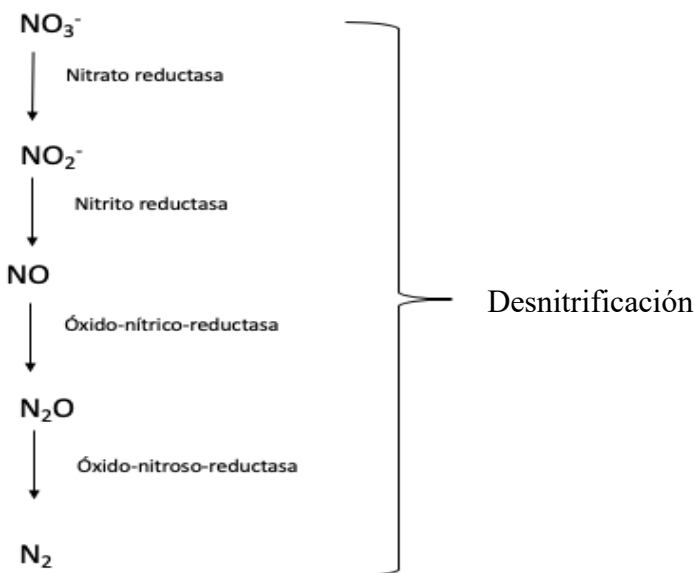 NO₃⁻
Nitrato reductasa
NO₂⁻
Nitrito reductasa
NO
Desnitrificación
Óxido-nítrico-reductasa
N₂O
Óxido-nitroso-reductasa
N₂